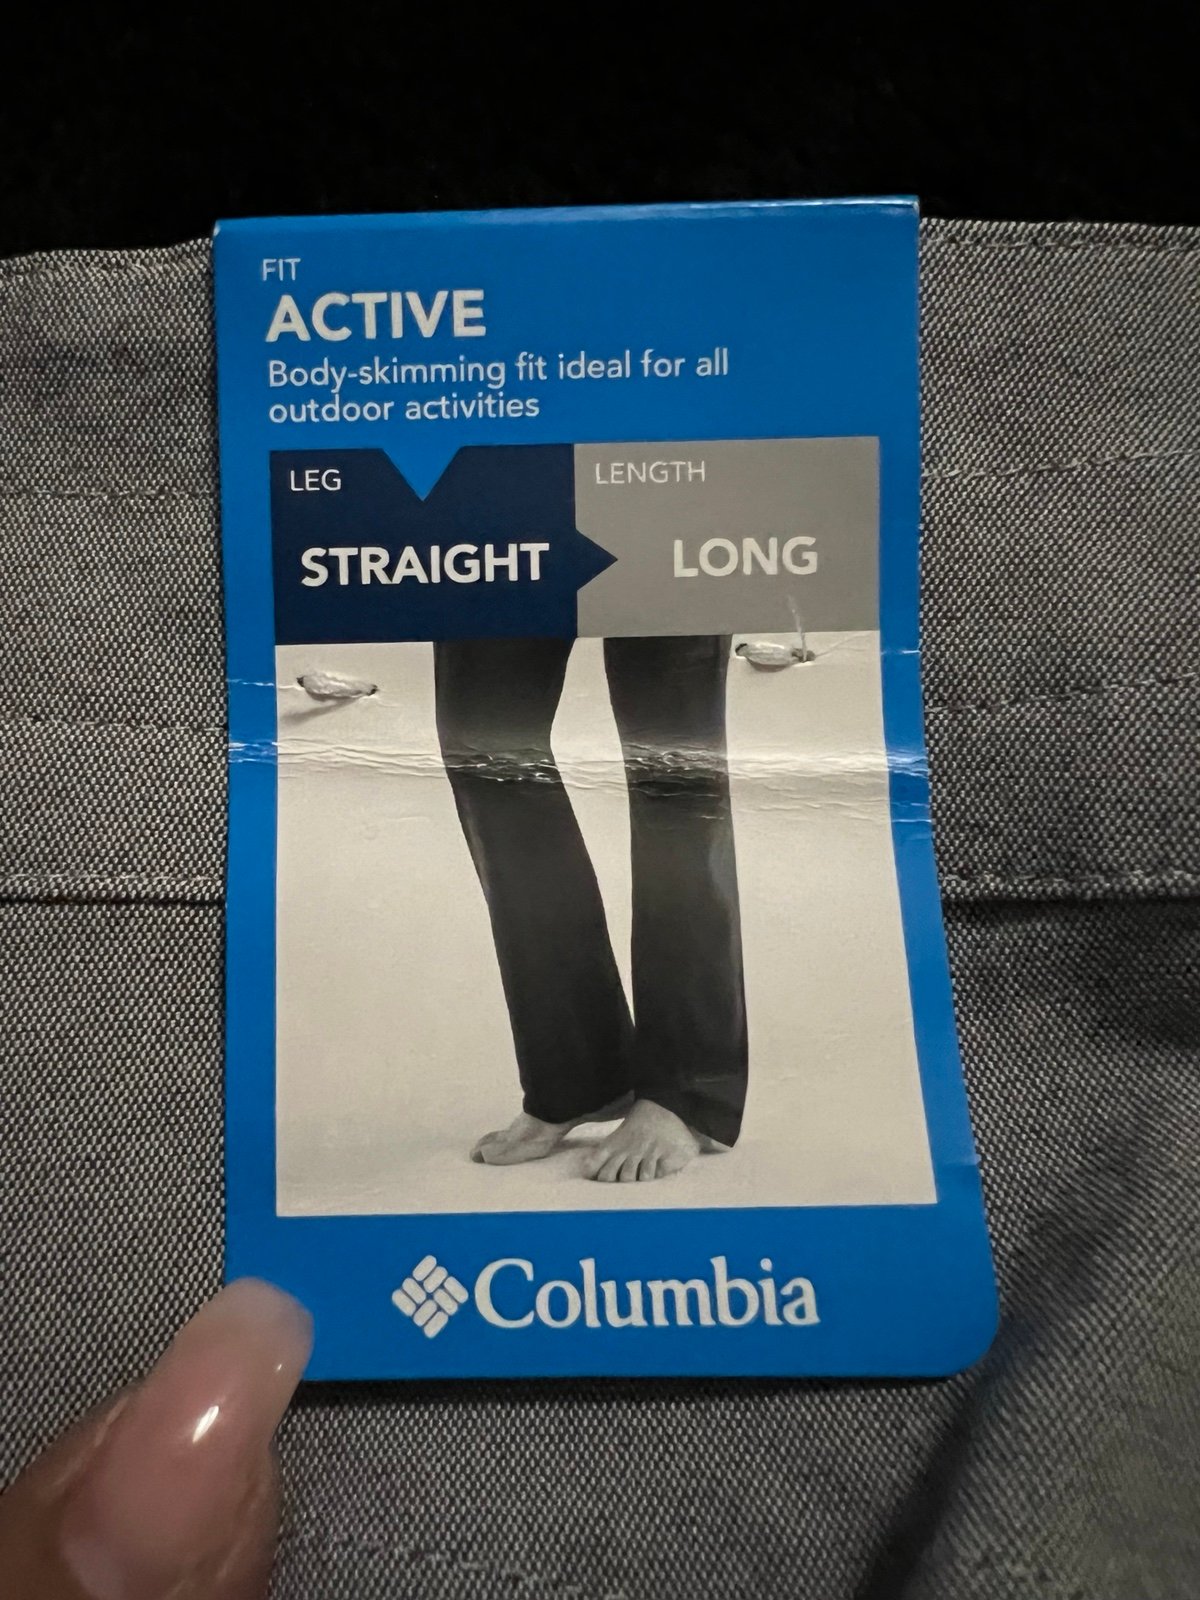 FIT
ACTIVE
Body-skimming fit ideal for all
outdoor activities
LEG
STRAIGHT
LENGTH
LONG
Columbia